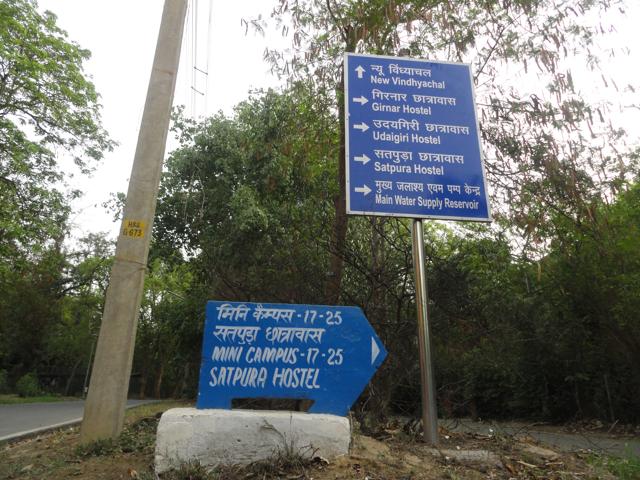 न्यू विंध्याचल
New Vindhyachal
गिरनार छात्रावास
Girnar Hostel
उदयगिरी छात्रावास
Udaigiri Hostel
सतपुड़ा छात्रावास
Satpura Hostel
मुख्य जलाश्य एवम पम्प केन्द्र
Main Water Supply Reservoir
मिनि कैम्पस - 17 - 25
सतपुड़ा छात्रावास
MINI CAMPUS - 17 - 25
SATPURA HOSTEL